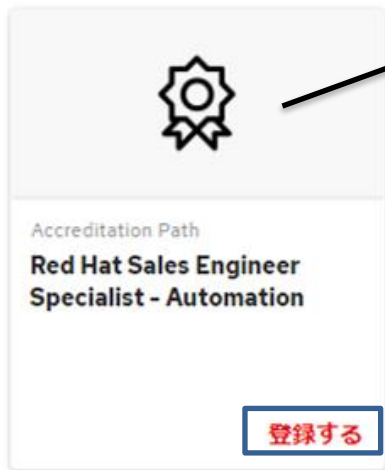 Accreditation Path
Red Hat Sales Engineer
Specialist - Automation
登録する